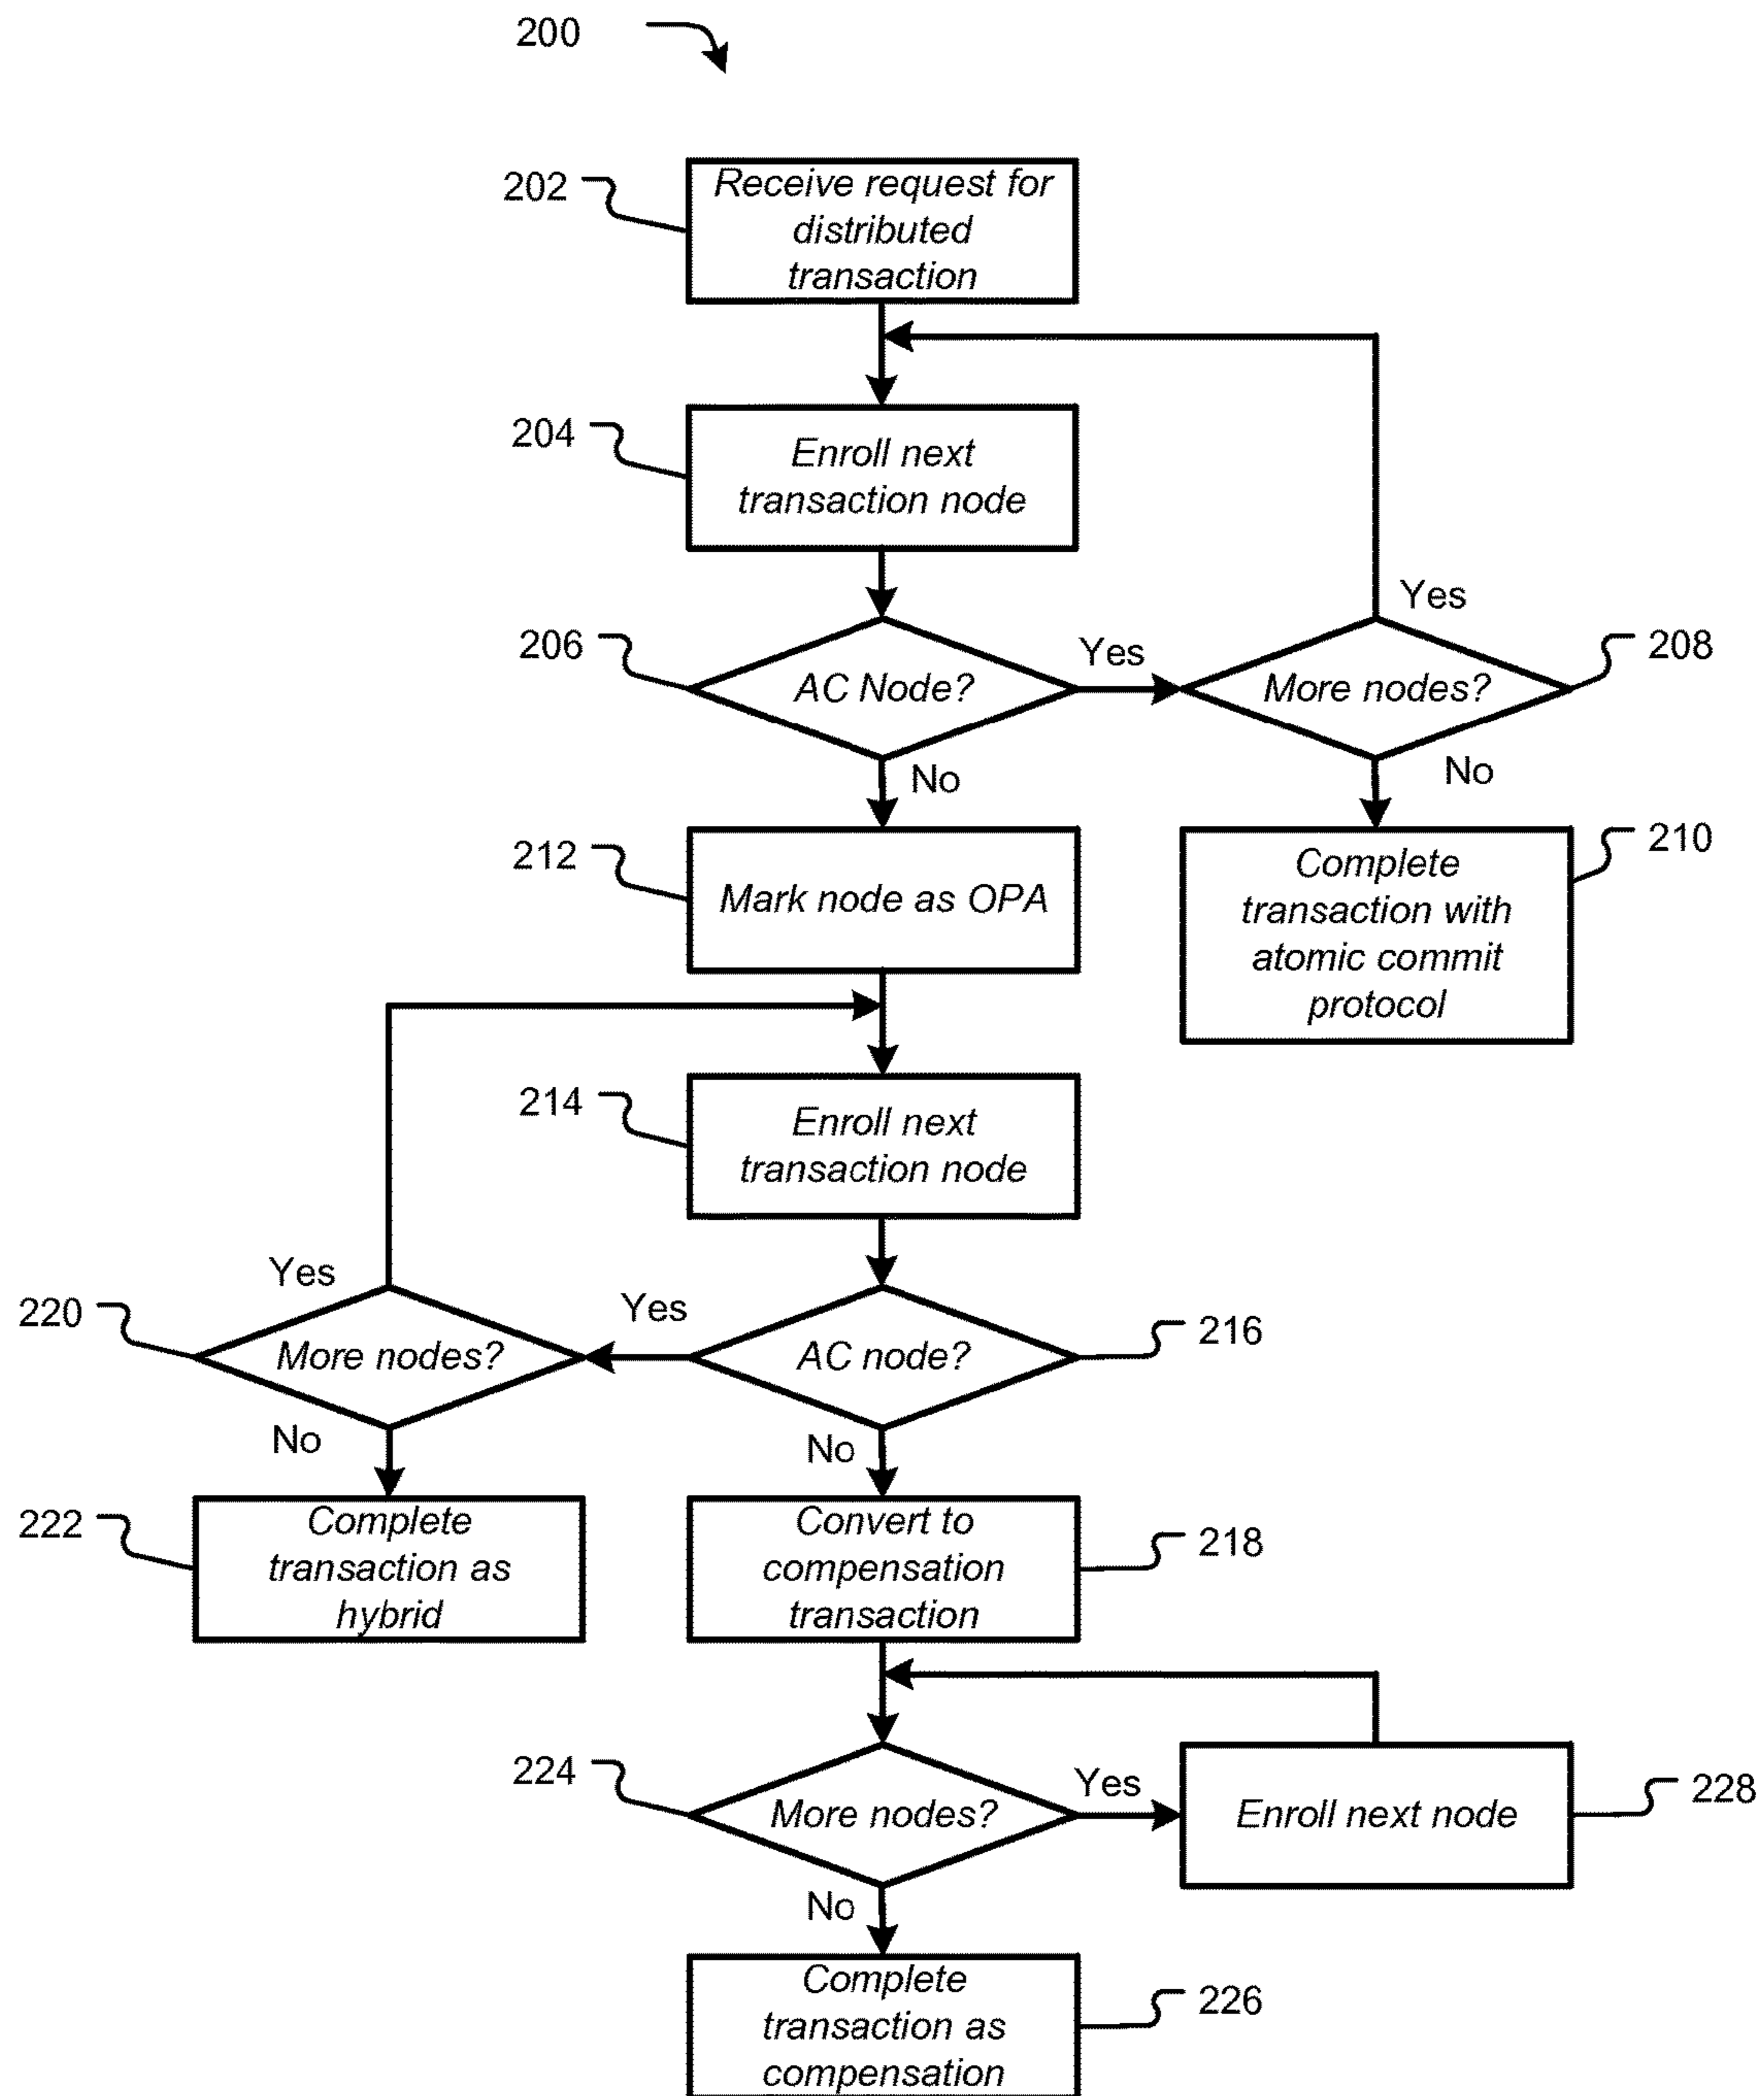 200
202
Receive request for
distributed
transaction
204
Enroll next
transaction node
Yes
206
AC Node?
Yes
More nodes?
208
No
No
212
Mark node as OPA
Complete
transaction with
atomic commit
protocol
210
214
Enroll next
transaction node
Yes
220
More nodes?
Yes
AC node?
216
No
No
222
Complete
transaction as
hybrid
Convert to
compensation
transaction
218
224
More nodes?
Yes
Enroll next node
228
No
Complete
transaction as
compensation
226